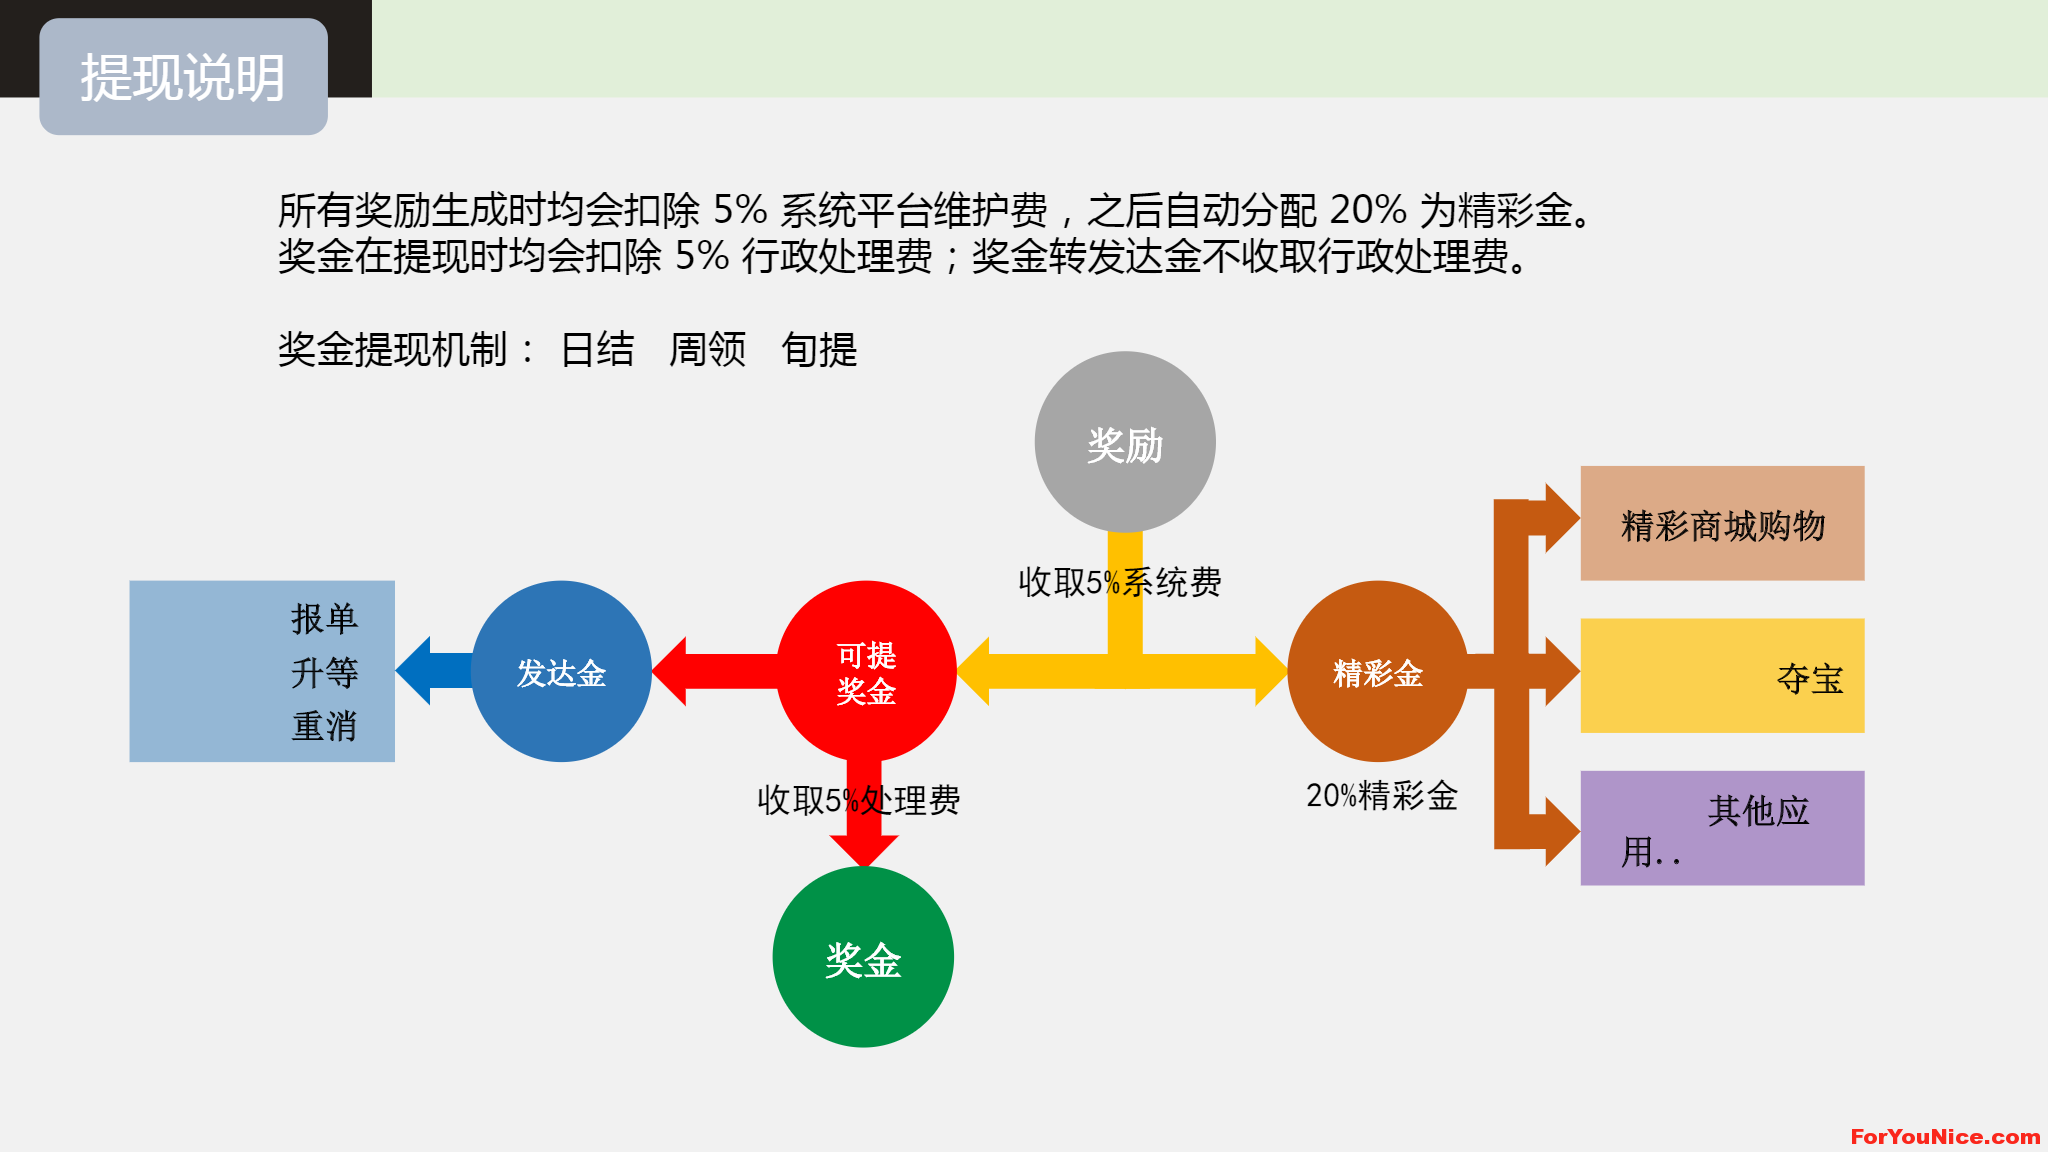 提现说明
所有奖励生成时均会扣除 5% 系统平台维护费，之后自动分配 20% 为精彩金。
奖金在提现时均会扣除 5% 行政处理费；奖金转发达金不收取行政处理费。
奖金提现机制： 日结 周领 旬提
奖励
收取5%系统费
精彩商城购物
报单
升等
重消
发达金
可提
奖金
精彩金
夺宝
收取5%处理费
20%精彩金
其他应
用..
奖金
ForYouNice.com